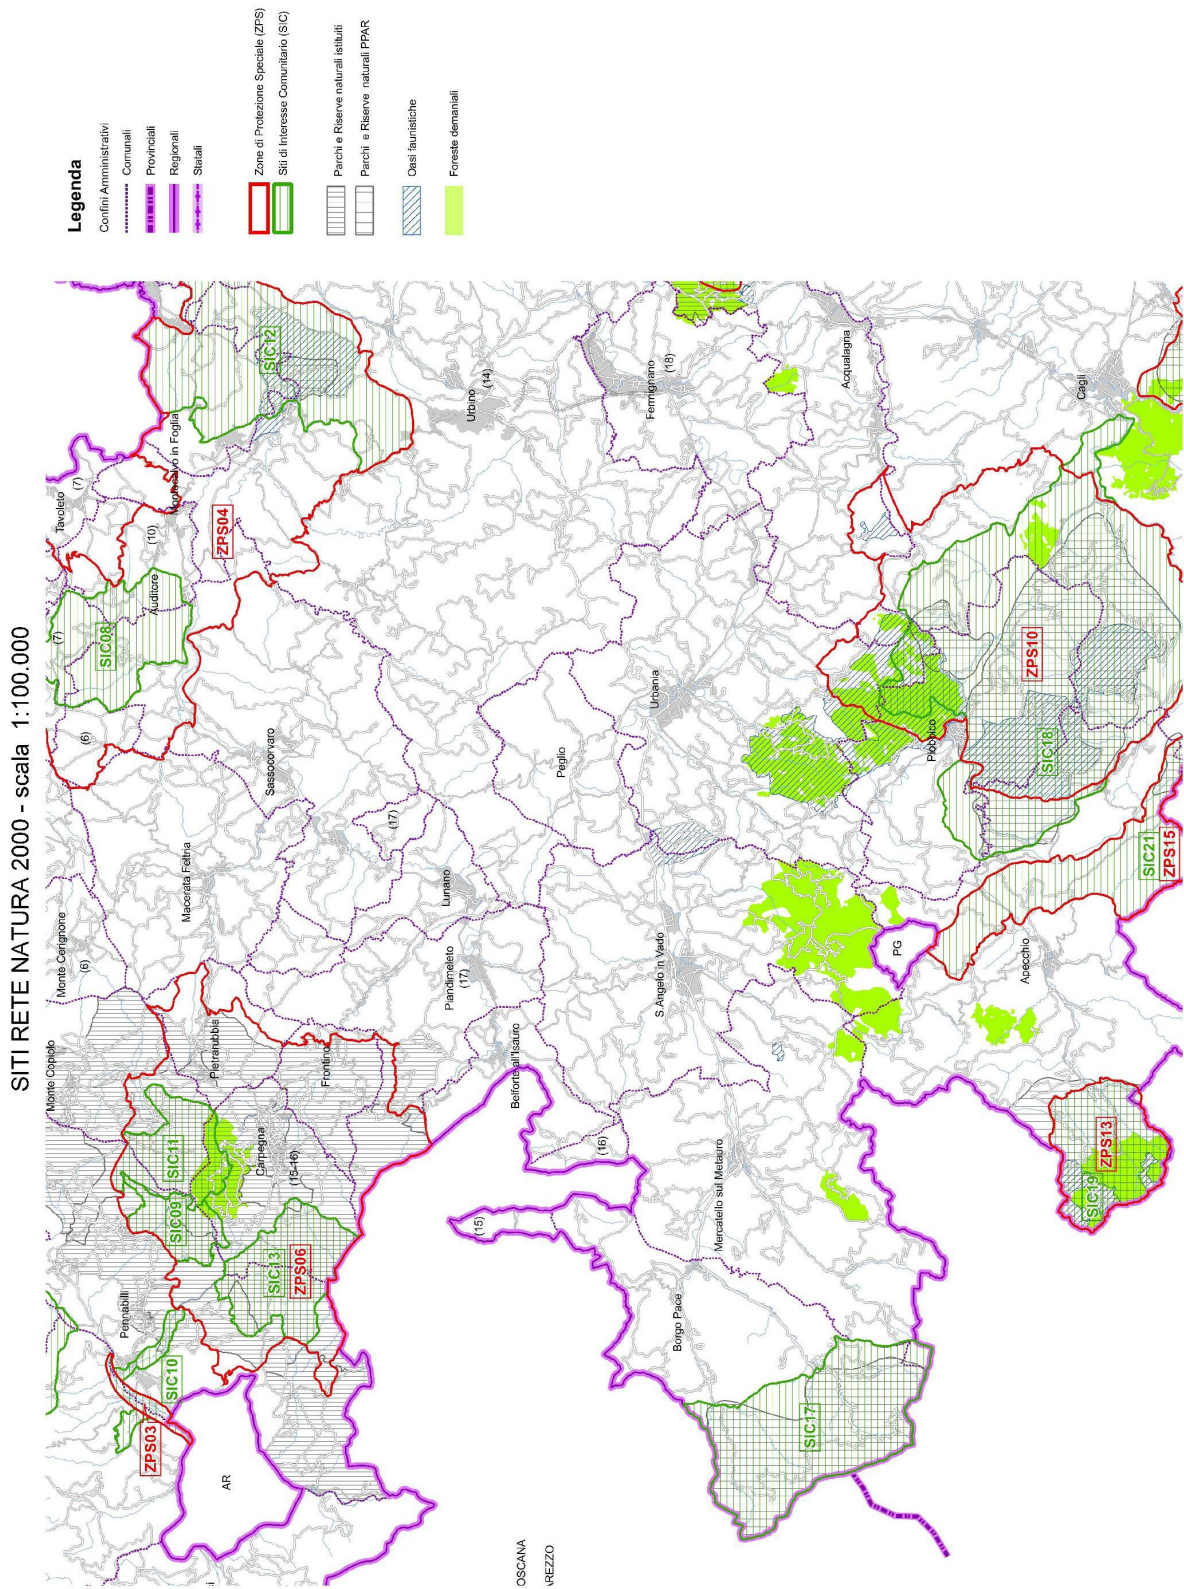 SITI RETE NATURA 2000 - scala 1:100.000
Legenda
Confini Amministrativi
Comunali
Provinciali
Regionali
Statali
Zone di Protezione Speciale (ZPS)
Siti di Interesse Comunitario (SIC)
Parchi e Riserve naturali istituiti
Parchi e Riserve naturali PPAR
Oasi faunistiche
Foreste demaniali
Monte Copiolo
Monte Cerignone
(6)
(6)
(7)
Tavoleto
(7)
SIC08
Auditore
(10)
Montecalvo in Foglia
SIC12
ZPS04
Pennabilli
SIC10
ZPS03
SIC09
SIC11
Pietrarubbia
Macerata Feltria
Sassocorvaro
Carpegna
(15-16)
Frontino
SIC13
ZPS06
AR
(17)
Lunano
Piandimeleto
(17)
Belforte all'Isauro
Peglio
Urbino
(14)
(15)
(16)
S.Angelo in Vado
Urbania
Fermignano
(18)
Mercatello sul Metauro
Borgo Pace
SIC17
PG
Piobbico
Acqualagna
Apecchio
SIC18
ZPS10
Cagli
SIC19
ZPS13
SIC21
ZPS15
OSCANA
AREZZO